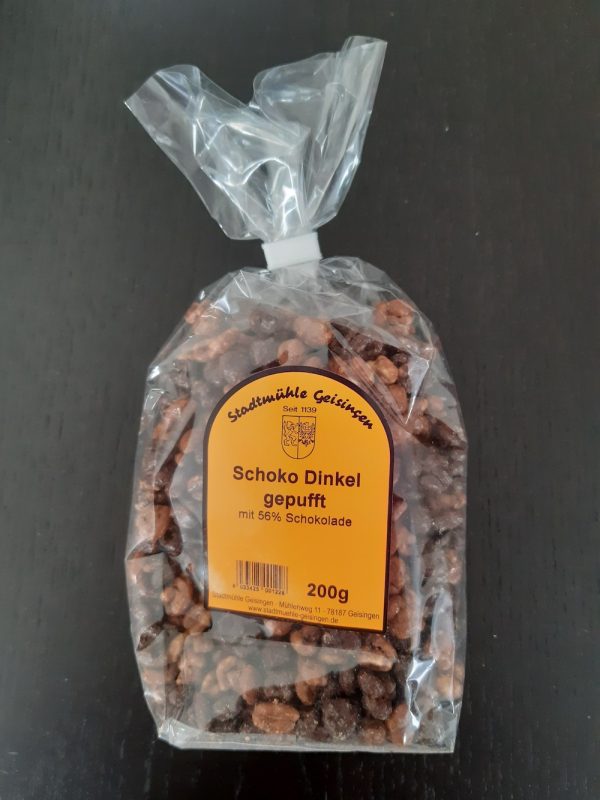 Stadtmühle Geisingen
Seit 1139
Schoko Dinkel
gepufft
mit 56% Schokolade
200g
Stadtmühle Geisingen · Mühlenweg 11 · 78187 Geisingen
www.stadtmuehle-geisingen.de